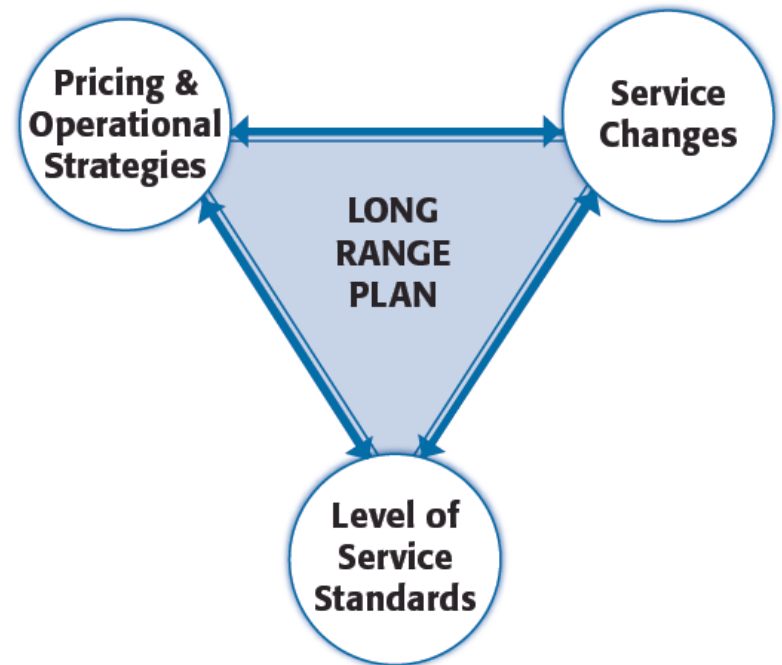 Pricing &
Operational
Strategies
Service
Changes
LONG
RANGE
PLAN
Level of
Service
Standards